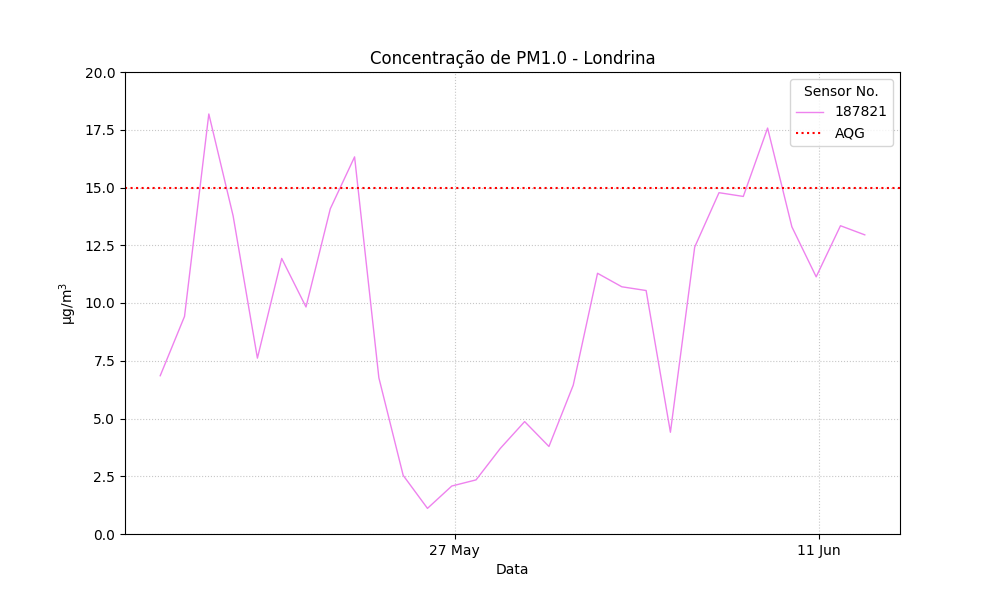 Concentração de PM1.0 - Londrina
20.0
17.5
15.0
12.5
10.0
7.5
5.0
2.5
0.0
µg/m³
Sensor No.
187821
AQG
27 May
11 Jun
Data